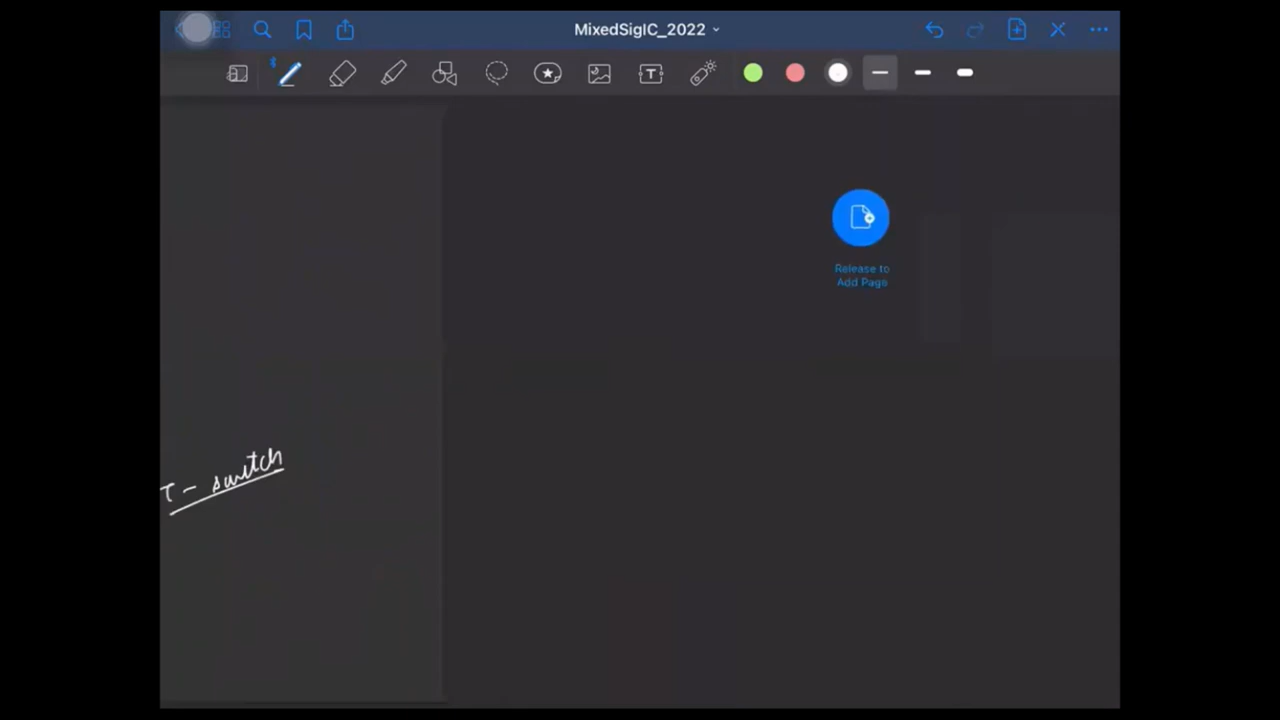 MixedSigIC_2022
T
Release to
Add Page
T - switch